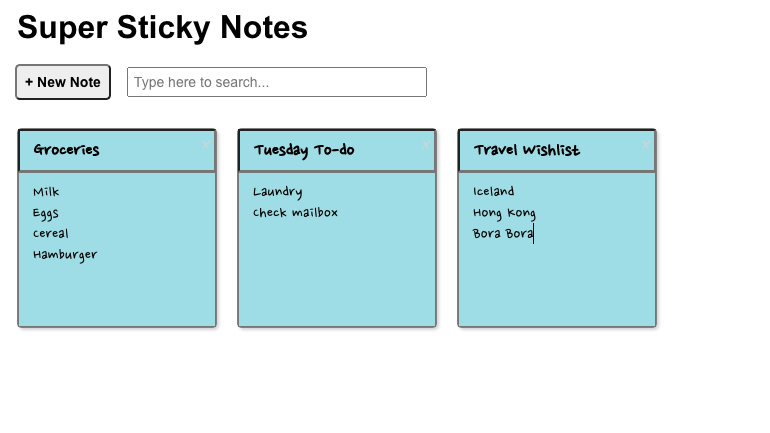 Super Sticky Notes
+ New Note
Type here to search...
Groceries
×
Milk
Eggs
Cereal
Hamburger
Tuesday To-do
×
Laundry
Check mailbox
Travel Wishlist
×
Iceland
Hong Kong
Bora Bora